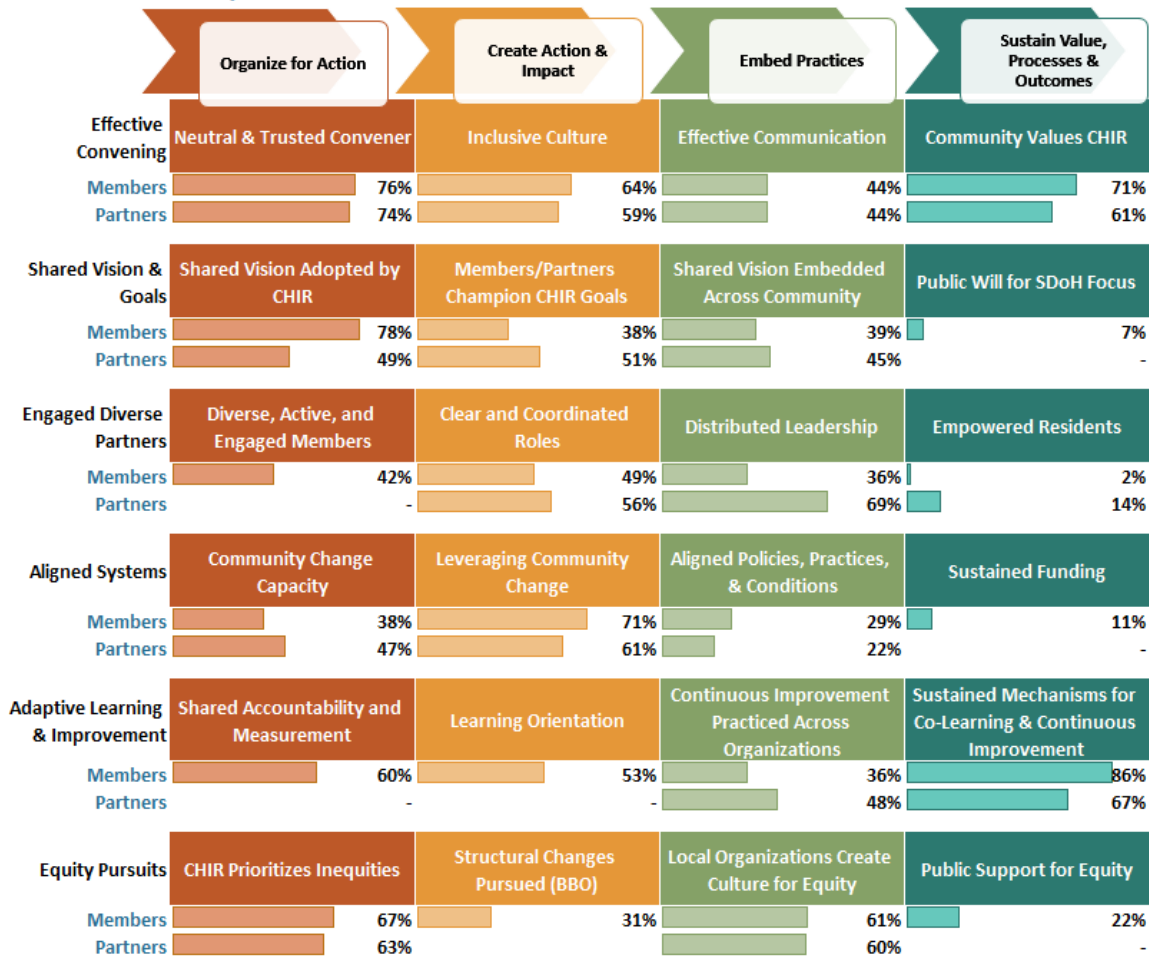 Organize for Action
Create Action &
Impact
Embed Practices
Sustain Value,
Processes &
Outcomes
Effective
Convening
Neutral & Trusted Convener
Inclusive Culture
Effective Communication
Community Values CHIR
Members 76% 64% 44% 71%
Partners 74% 59% 44% 61%
Shared Vision &
Goals
Shared Vision Adopted by
CHIR
Members/Partners
Champion CHIR Goals
Shared Vision Embedded
Across Community
Public Will for SDoH Focus
Members 78% 38% 39% 7%
Partners 49% 51% 45% -
Engaged Diverse
Partners
Diverse, Active, and
Engaged Members
Clear and Coordinated
Roles
Distributed Leadership
Empowered Residents
Members 42% 49% 36% 2%
Partners - 56% 69% 14%
Aligned Systems
Community Change
Capacity
Leveraging Community
Change
Aligned Policies, Practices,
& Conditions
Sustained Funding
Members 38% 71% 29% 11%
Partners 47% 61% 22% -
Adaptive Learning
& Improvement
Shared Accountability and
Measurement
Learning Orientation
Continuous Improvement
Practiced Across
Organizations
Sustained Mechanisms for
Co-Learning & Continuous
Improvement
Members 60% 53% 36% 86%
Partners - - 48% 67%
Equity Pursuits
CHIR Prioritizes Inequities
Structural Changes
Pursued (BBO)
Local Organizations Create
Culture for Equity
Public Support for Equity
Members 67% 31% 61% 22%
Partners 63% 60% -